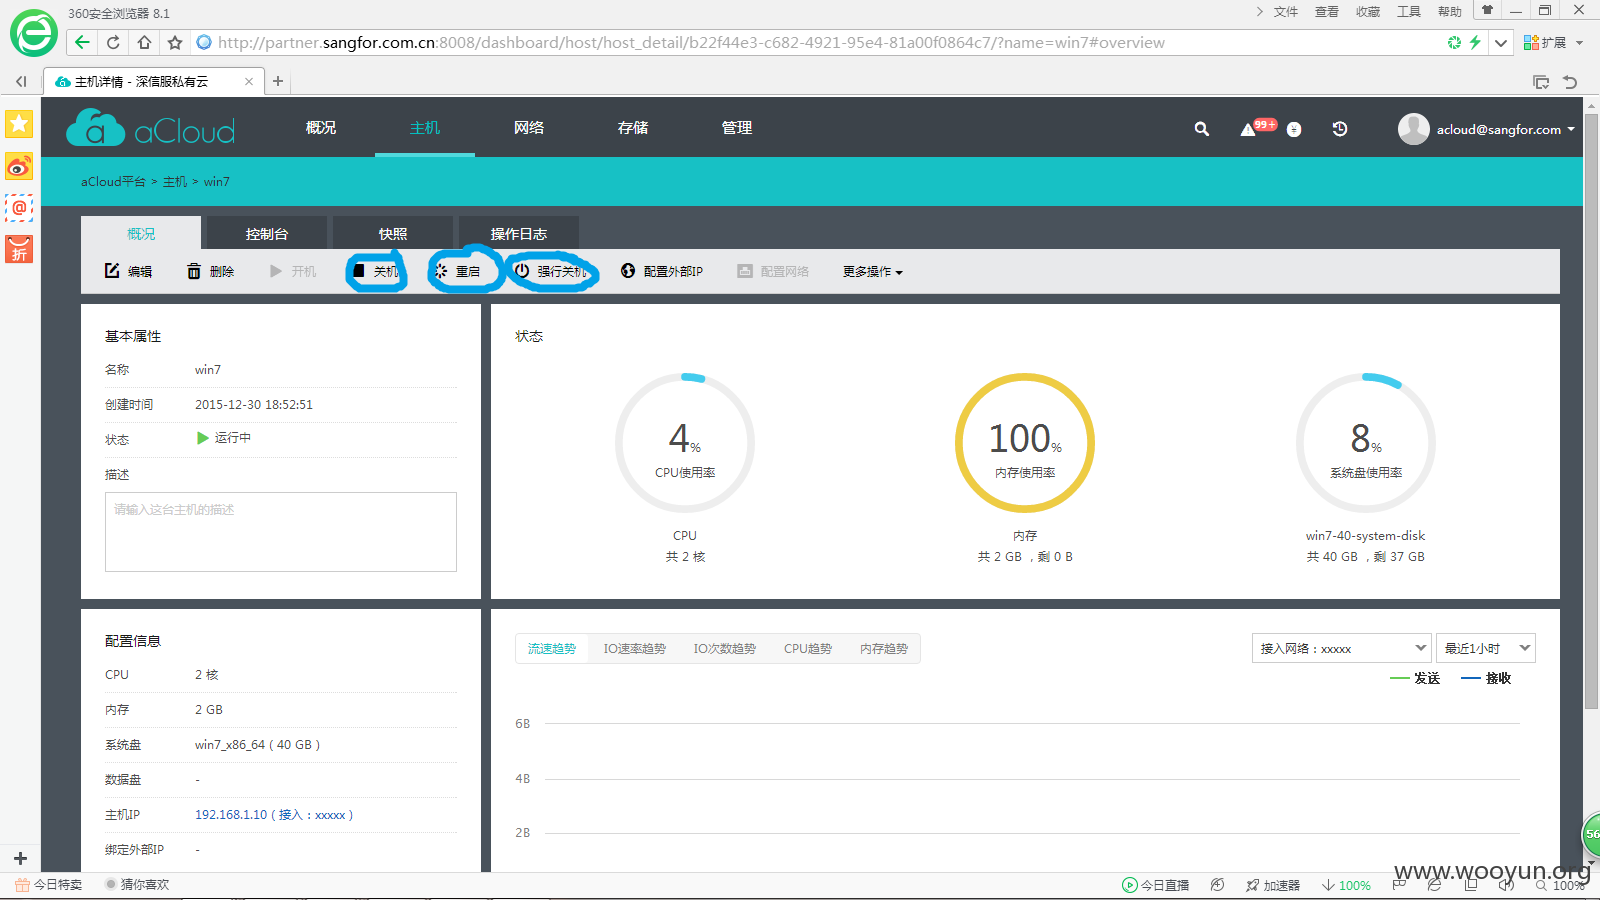 360安全浏览器 8.1
文件 查看 收藏 工具 帮助
http://partner.sangfor.com.cn:8008/dashboard/host/host_detail/b22f44e3-c682-4921-95e4-81a00f0864c7/?name=win7#overview
扩展
主机详情 - 深信服私有云
aCloud
概况 主机 网络 存储 管理
99+
acloud@sangfor.com
aCloud平台 > 主机 > win7
概况 控制台 快照 操作日志
编辑 删除 开机 关机 重启 强行关机 配置外部IP 配置网络 更多操作
折
基本属性
名称 win7
创建时间 2015-12-30 18:52:51
状态 运行中
描述
请输入这台主机的描述
状态
4%
CPU使用率
CPU
共 2 核
100%
内存使用率
内存
共 2 GB ，剩 0 B
8%
系统盘使用率
win7-40-system-disk
共 40 GB ，剩 37 GB
配置信息
CPU 2 核
内存 2 GB
系统盘 win7_x86_64 ( 40 GB )
数据盘 -
主机IP 192.168.1.10 ( 接入：xxxxx )
绑定外部IP -
流速趋势 IO速率趋势 IO次数趋势 CPU趋势 内存趋势
接入网络：xxxxx 最近1小时
发送 接收
6B
4B
2B
56
www.wooyun.org
今日特卖 猜你喜欢
今日直播 加速器 100% 100%